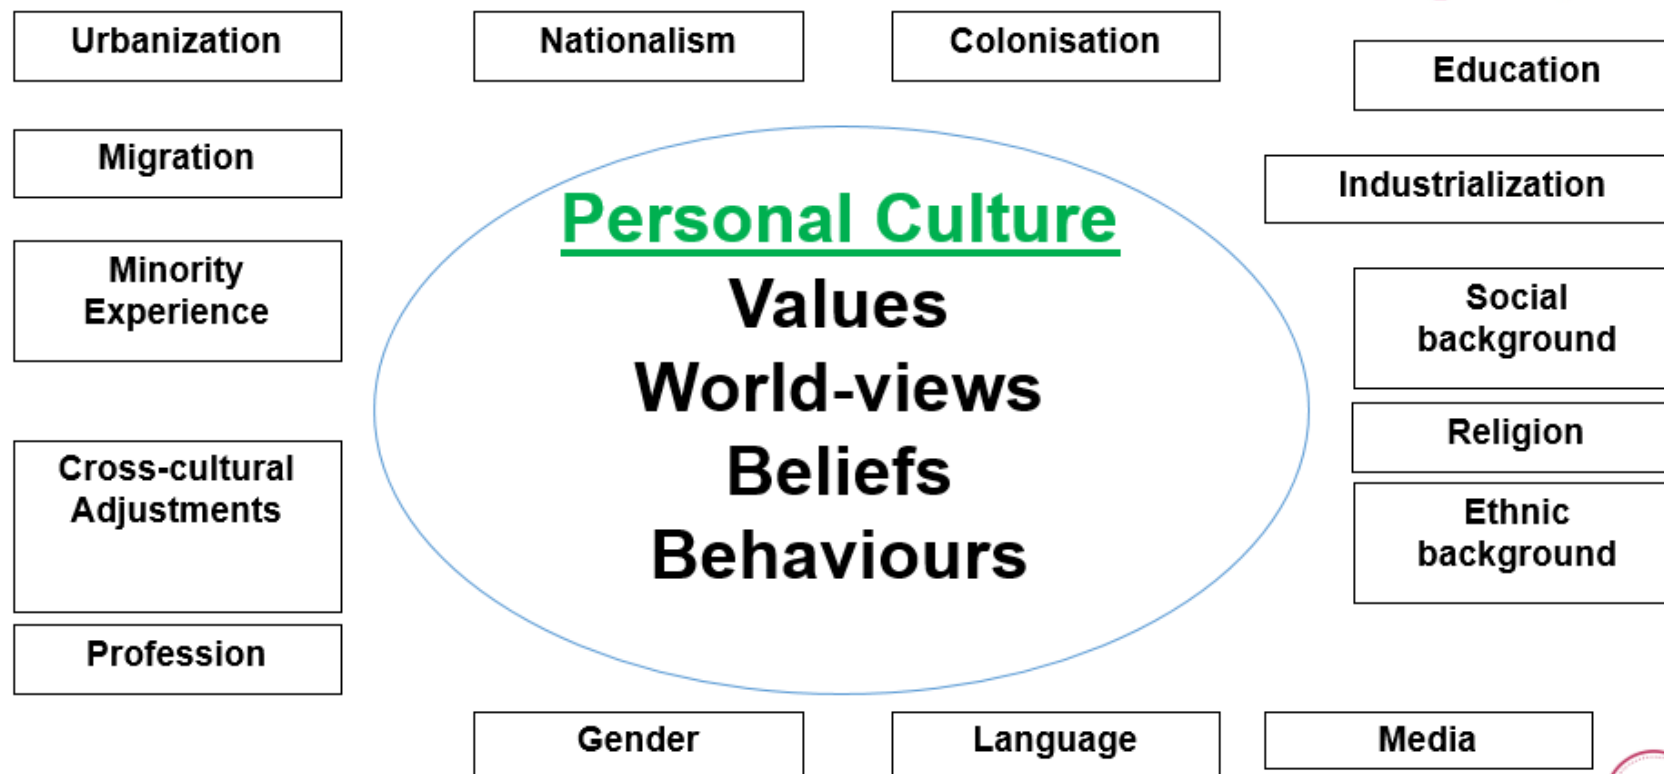 Urbanization
Nationalism
Colonisation
Education
Migration
Industrialization
Personal Culture
Values
World-views
Beliefs
Behaviours
Minority
Experience
Social
background
Religion
Cross-cultural
Adjustments
Ethnic
background
Profession
Gender
Language
Media